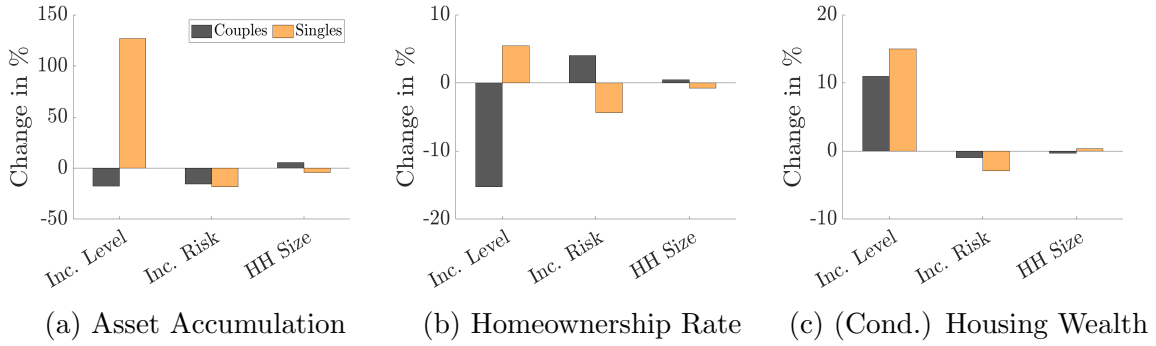 150
100
50
0
-50
Change in %
Couples Singles
Inc. Level
Inc. Risk
HH Size
(a) Asset Accumulation
10
0
-10
-20
Change in %
Inc. Level
Inc. Risk
HH Size
(b) Homeownership Rate
20
10
0
-10
Change in %
Inc. Level
Inc. Risk
HH Size
(c) (Cond.) Housing Wealth